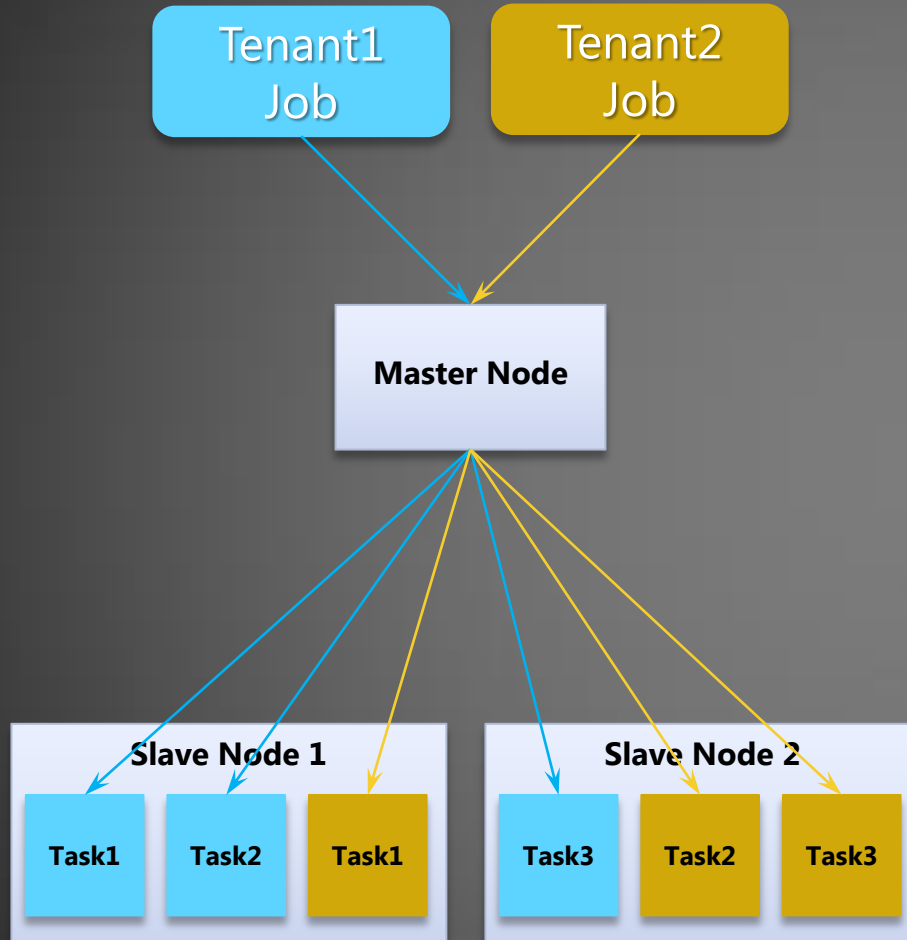 Tenant1
Job
Tenant2
Job
Master Node
Slave Node 1
Slave Node 2
Task1
Task2
Task1
Task3
Task2
Task3